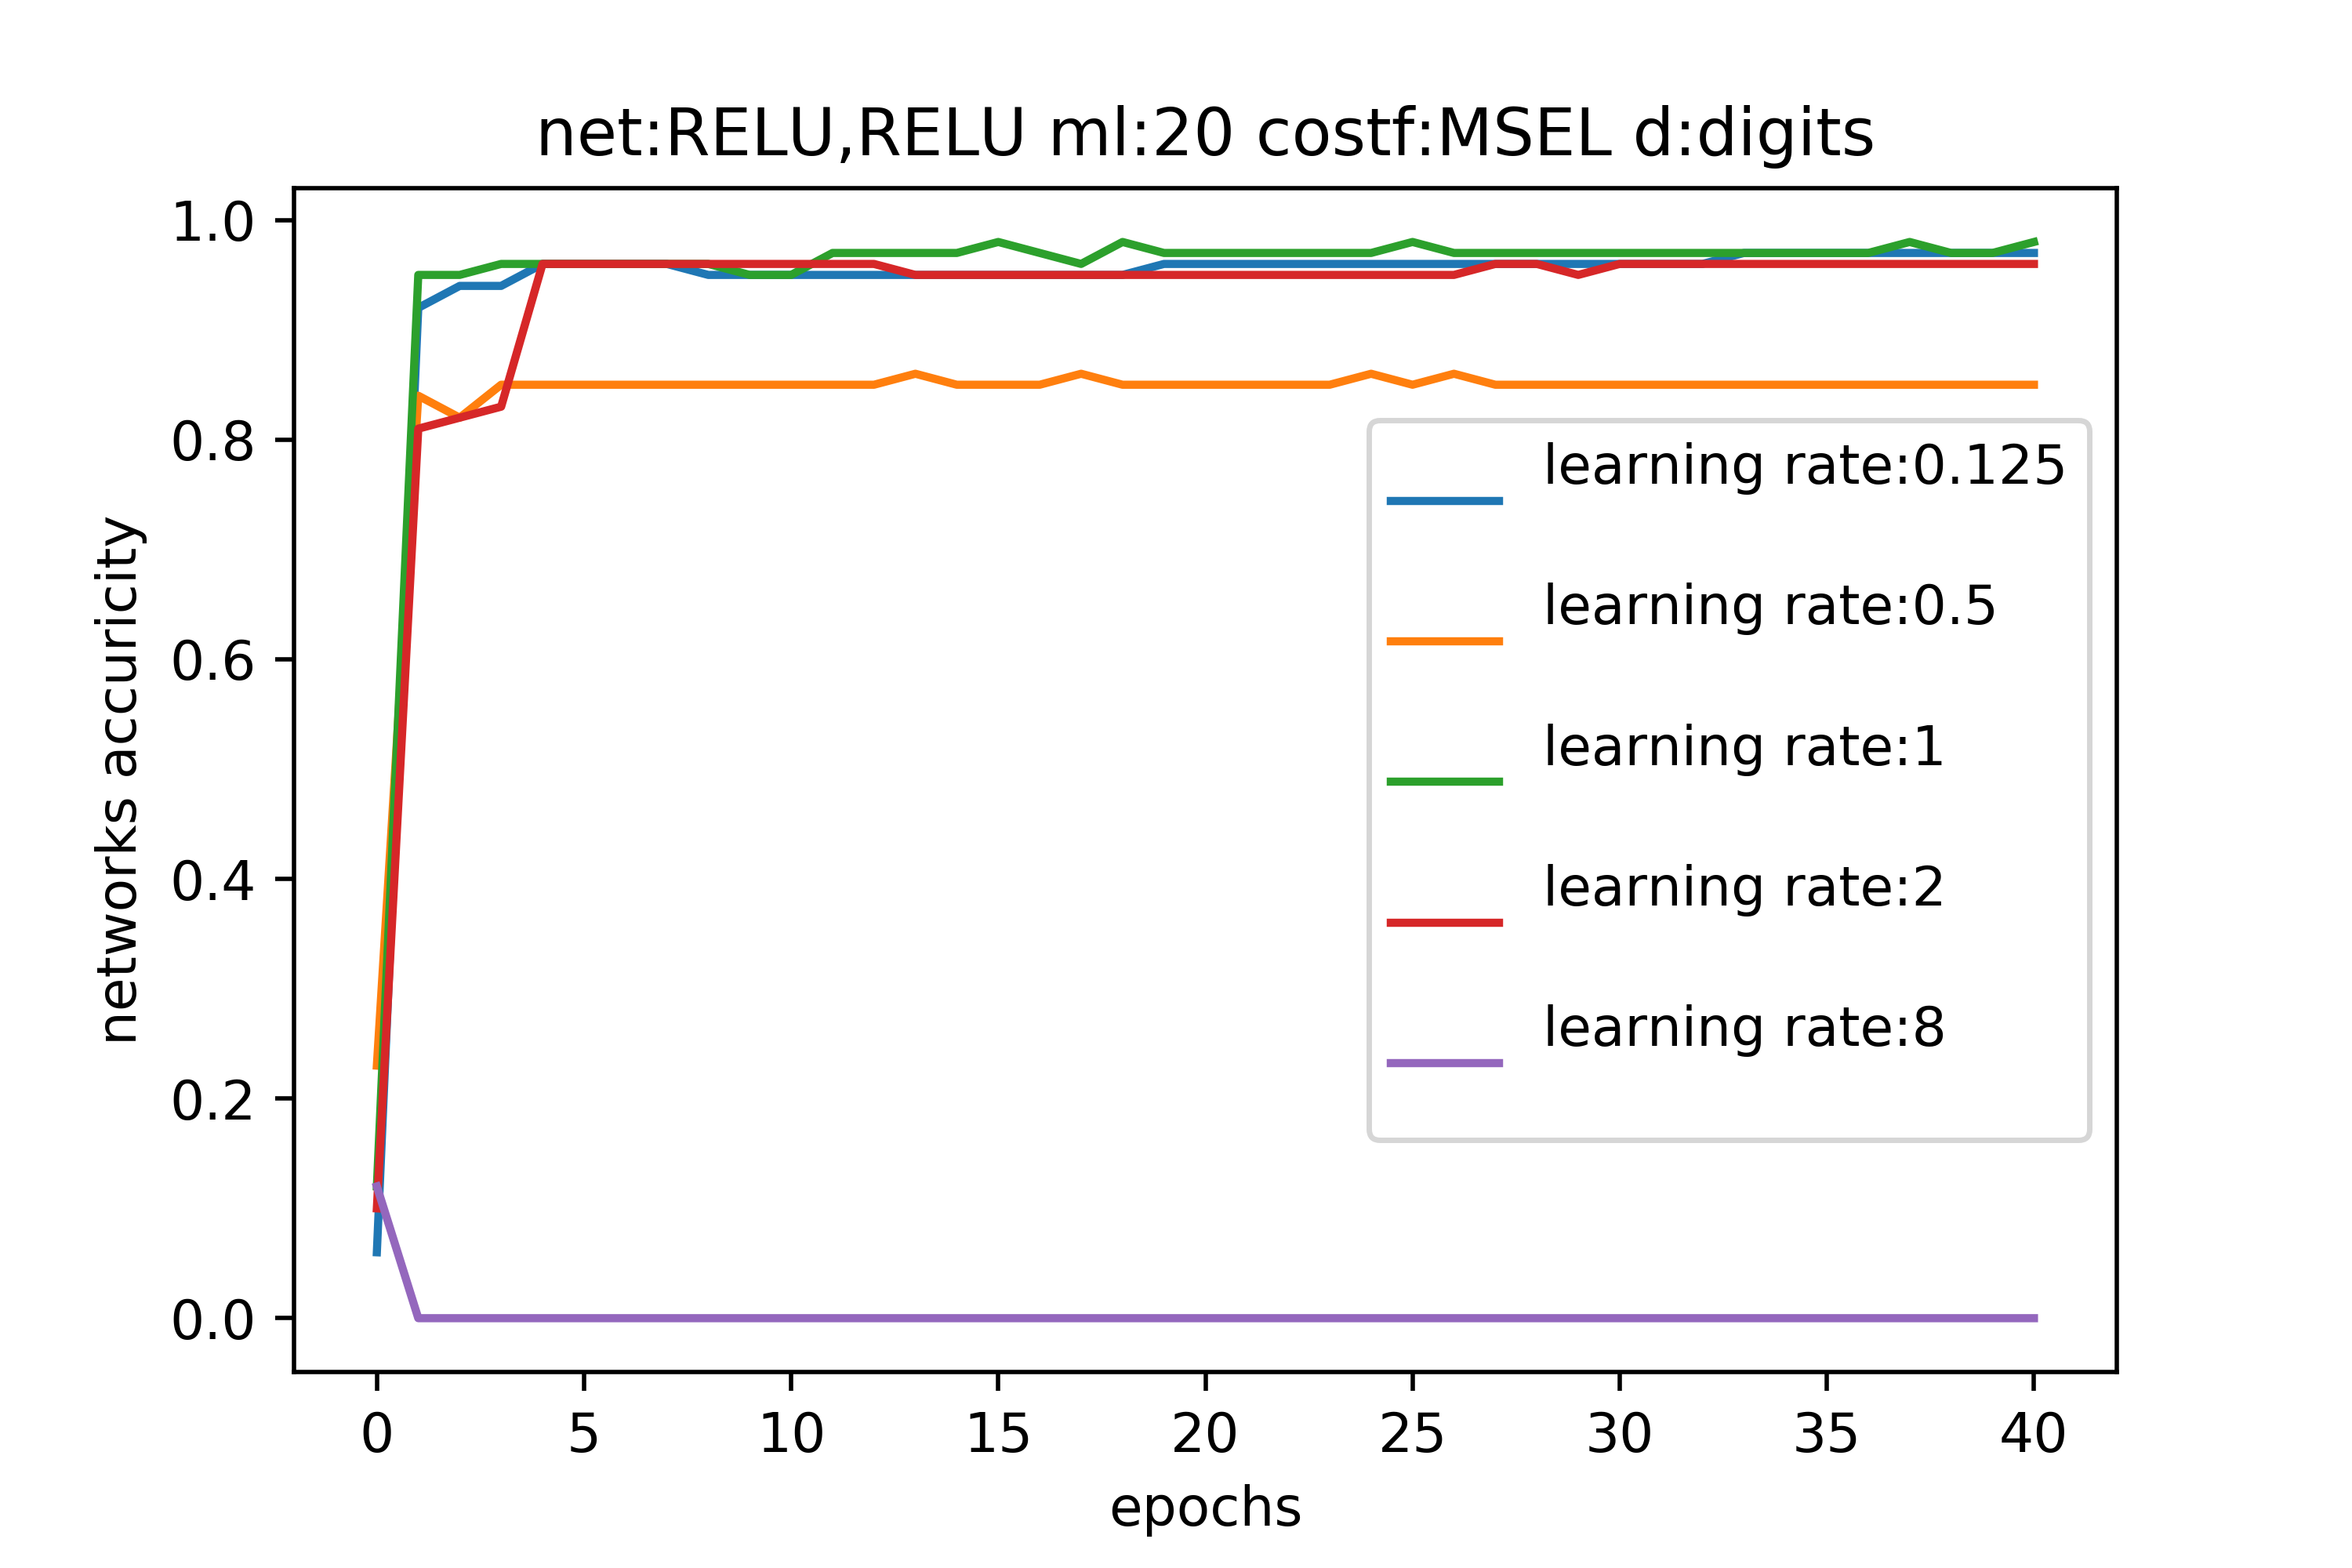 net:RELU,RELU ml:20 costf:MSEL d:digits
networks accuricity
1.0
0.8
0.6
0.4
0.2
0.0
learning rate:0.125
learning rate:0.5
learning rate:1
learning rate:2
learning rate:8
0 5 10 15 20 25 30 35 40
epochs